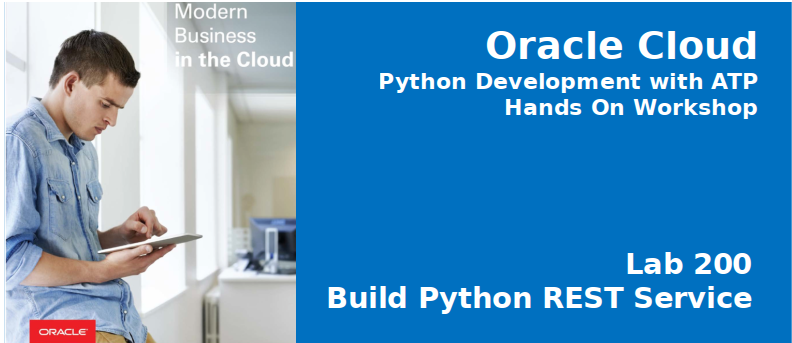 Modern
Business
in the Cloud
ORACLE
Oracle Cloud
Python Development with ATP
Hands On Workshop
Lab 200
Build Python REST Service